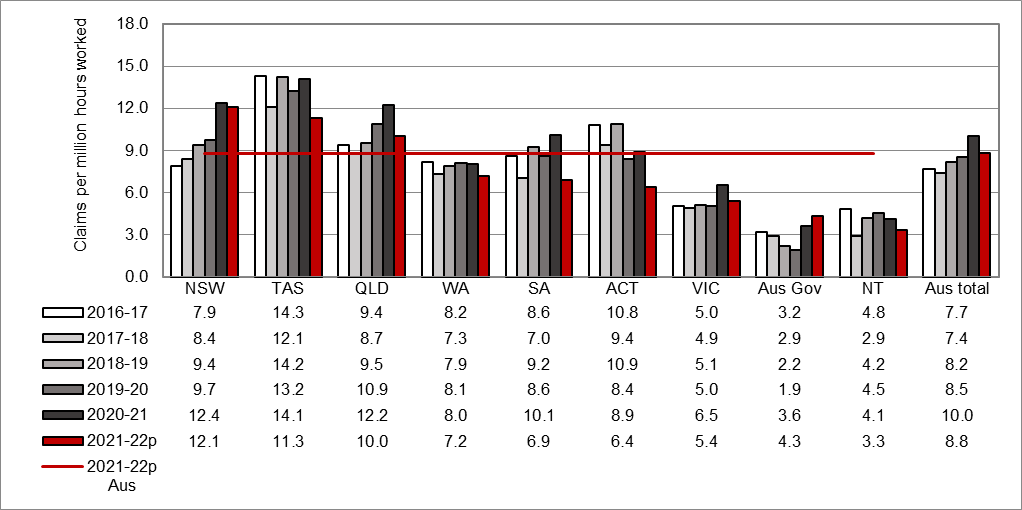 Claims per million hours worked
18.0
15.0
12.0
9.0
6.0
3.0
0.0
NSW TAS QLD WA SA ACT VIC Aus Gov NT Aus total
2016-17 7.9 14.3 9.4 8.2 8.6 10.8 5.0 3.2 4.8 7.7
2017-18 8.4 12.1 8.7 7.3 7.0 9.4 4.9 2.9 2.9 7.4
2018-19 9.4 14.2 9.5 7.9 9.2 10.9 5.1 2.2 4.2 8.2
2019-20 9.7 13.2 10.9 8.1 8.6 8.4 5.0 1.9 4.5 8.5
2020-21 12.4 14.1 12.2 8.0 10.1 8.9 6.5 3.6 4.1 10.0
2021-22p 12.1 11.3 10.0 7.2 6.9 6.4 5.4 4.3 3.3 8.8
2021-22p
Aus